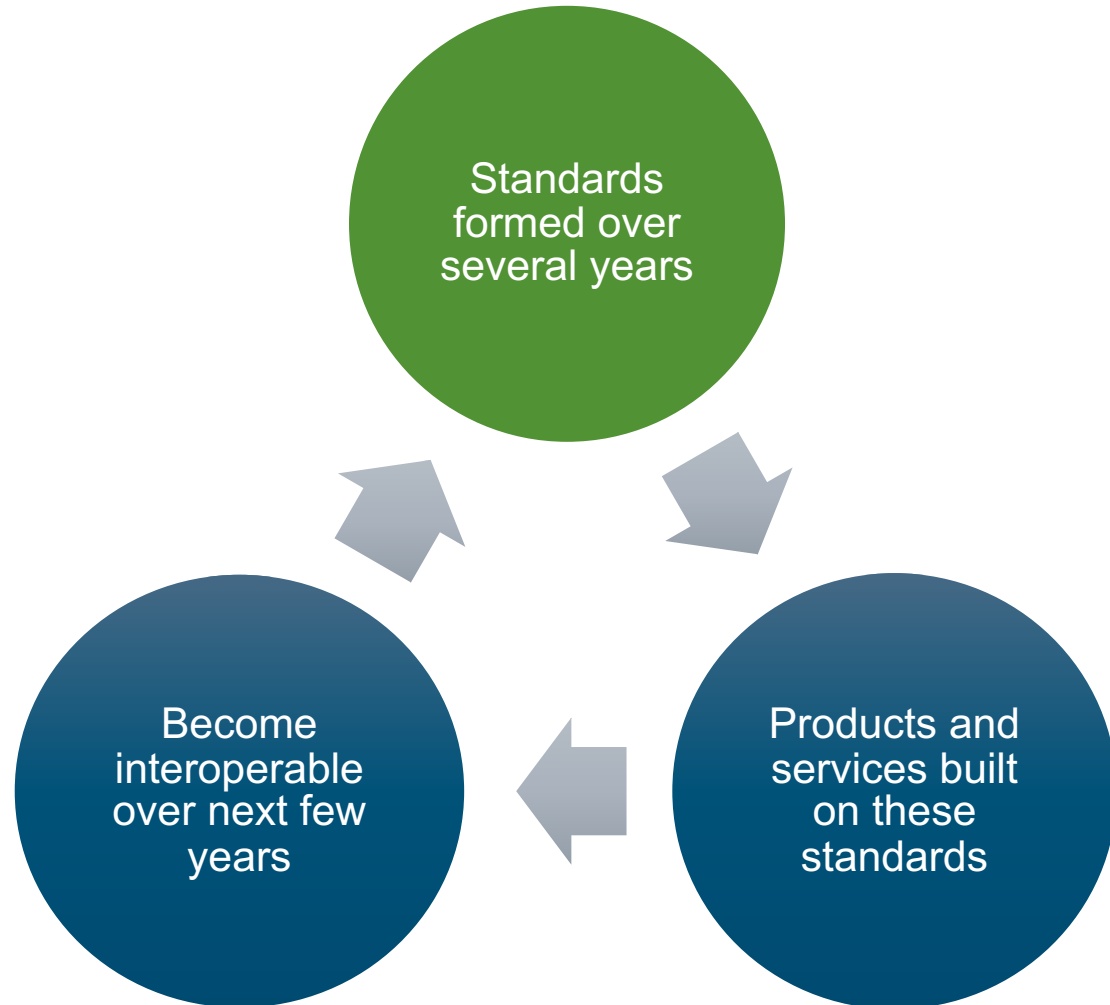 Standards
formed over
several years
Products and
services built
on these
standards
Become
interoperable
over next few
years